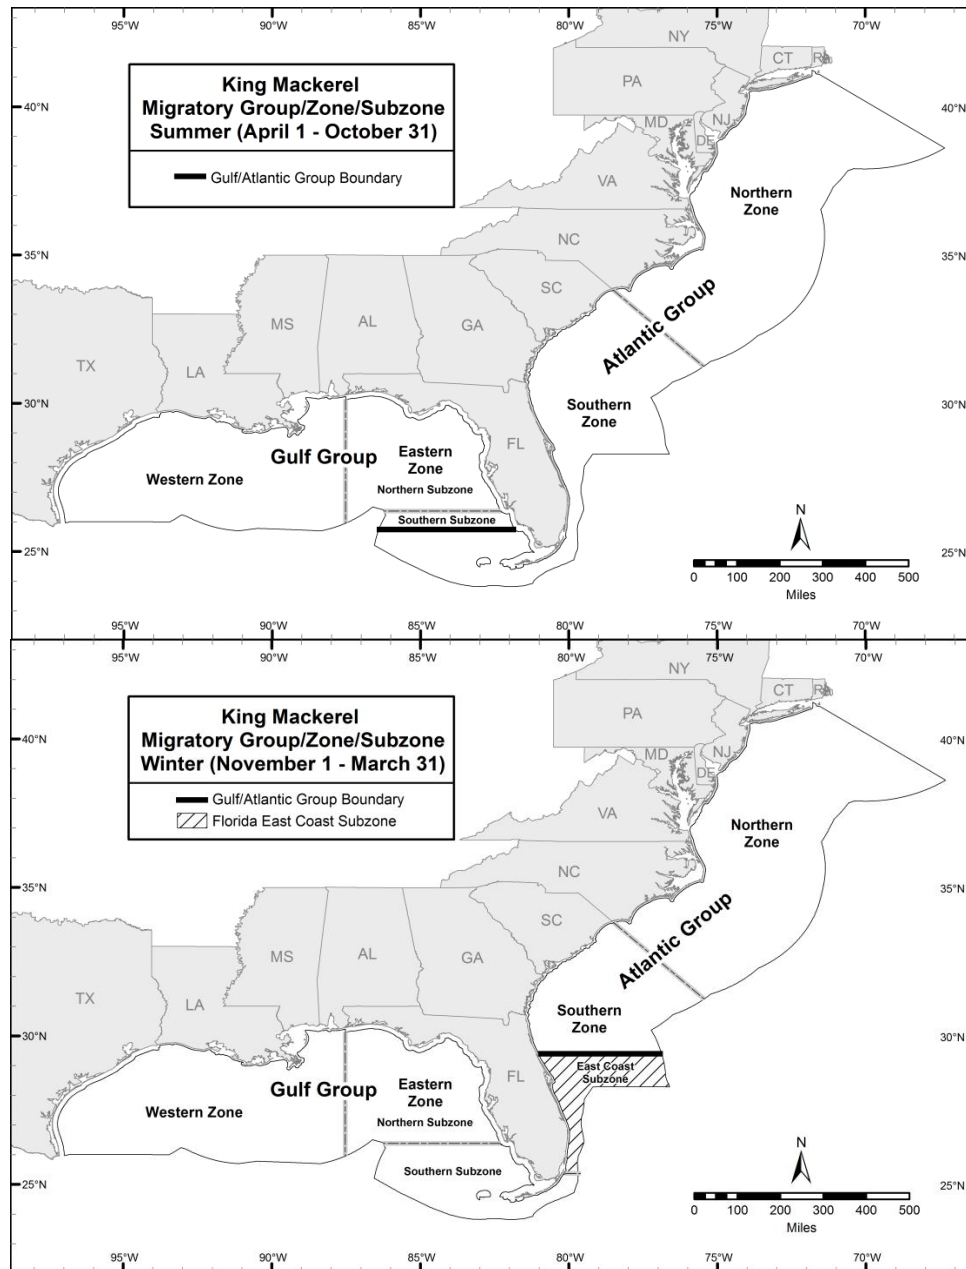 95°W 90°W 85°W 80°W 75°W 70°W
King Mackerel
Migratory Group/Zone/Subzone
Summer (April 1 - October 31)
Gulf/Atlantic Group Boundary
NY
CT
PA
40°N 40°N
NJ
MD
DE
VA
Northern
Zone
NC
35°N 35°N
SC
Atlantic Group
MS AL GA
TX
LA
30°N 30°N
Southern
Zone
FL
Eastern
Zone
Gulf Group
Western Zone
Northern Subzone
Southern Subzone
N
25°N 25°N
0 100 200 300 400 500
Miles
95°W 90°W 85°W 80°W 75°W 70°W
95°W 90°W 85°W 80°W 75°W 70°W
King Mackerel
Migratory Group/Zone/Subzone
Winter (November 1 - March 31)
Gulf/Atlantic Group Boundary
Florida East Coast Subzone
NY
CT
PA
40°N 40°N
NJ
MD
DE
VA
Northern
Zone
NC
35°N 35°N
SC
Atlantic Group
MS AL GA
TX
LA
Southern
Zone
30°N 30°N
East Coast
Subzone
FL
Eastern
Zone
Gulf Group
Western Zone
Northern Subzone
Southern Subzone
N
25°N 25°N
0 100 200 300 400 500
Miles
95°W 90°W 85°W 80°W 75°W 70°W